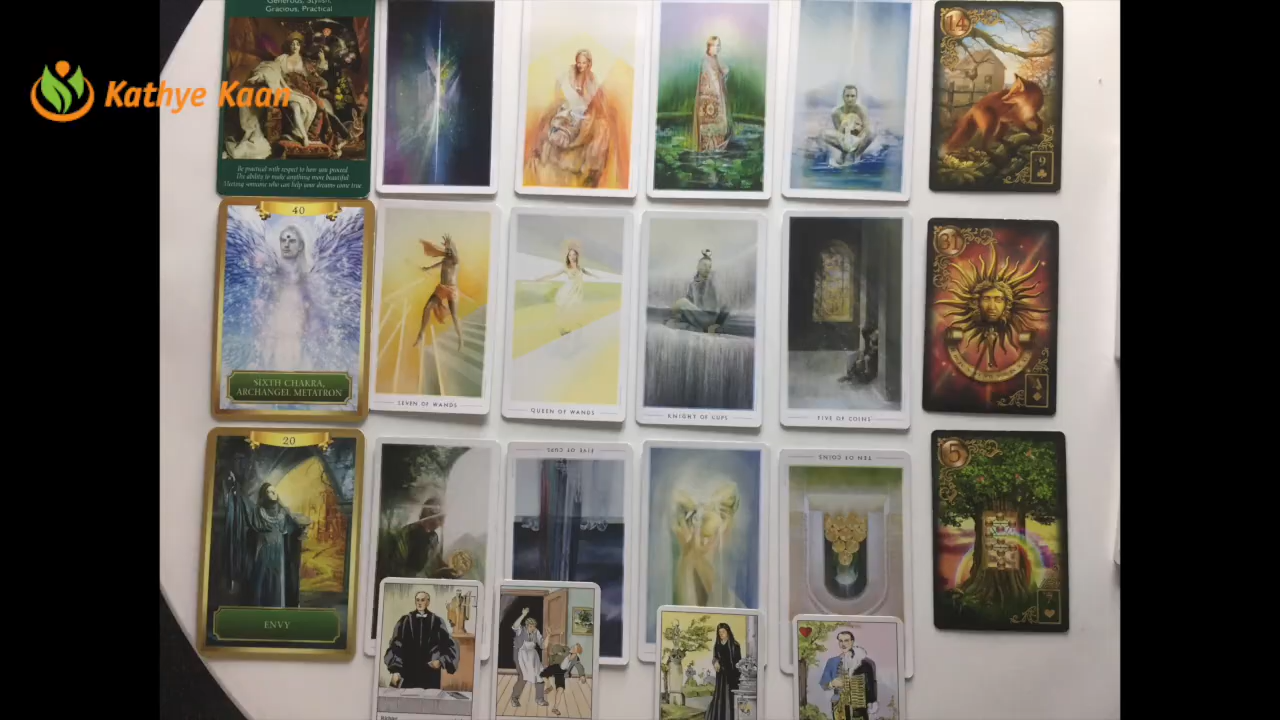 Generous, Stylish,
Gracious, Practical
Kathye Kaan
Be practical with respect to how you proceed
The ability to make anything more beautiful
Meeting someone who can help your dreams come true
14
9
40
SIXTH CHAKRA,
ARCHANGEL METATRON
SEVEN OF WANDS
QUEEN OF WANDS
KNIGHT OF CUPS
FIVE OF COINS
31
20
ENVY
FIVE OF CUPS
TEN OF COINS
5